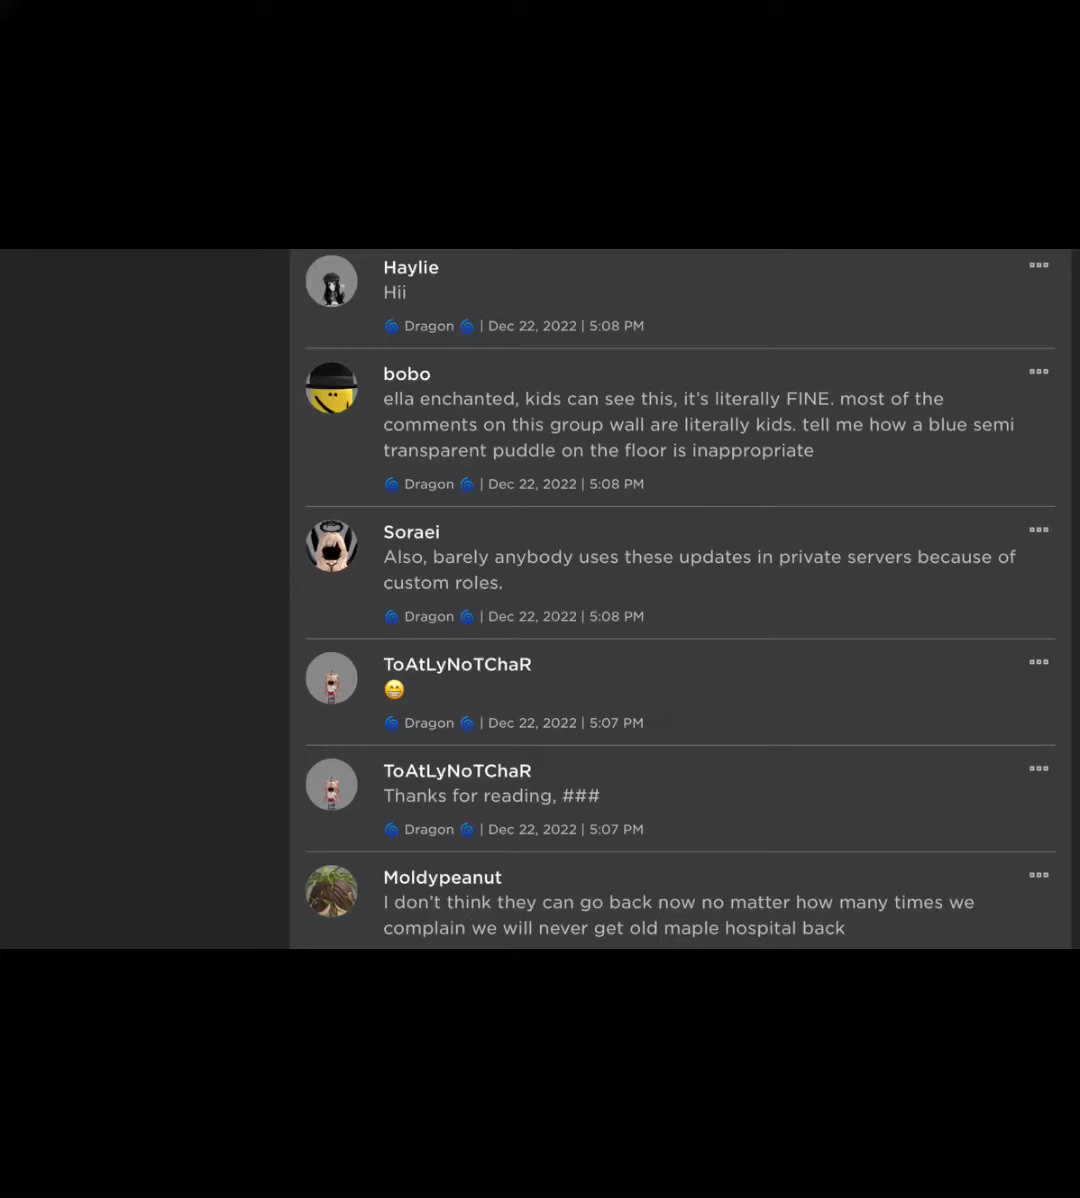 Haylie
Hii
🌀 Dragon 🌀 | Dec 22, 2022 | 5:08 PM
bobo
ella enchanted, kids can see this, it's literally FINE. most of the
comments on this group wall are literally kids. tell me how a blue semi
transparent puddle on the floor is inappropriate
🌀 Dragon 🌀 | Dec 22, 2022 | 5:08 PM
Soraei
Also, barely anybody uses these updates in private servers because of
custom roles.
🌀 Dragon 🌀 | Dec 22, 2022 | 5:08 PM
ToAtLyNoTChaR
😁
🌀 Dragon 🌀 | Dec 22, 2022 | 5:07 PM
ToAtLyNoTChaR
Thanks for reading, ###
🌀 Dragon 🌀 | Dec 22, 2022 | 5:07 PM
Moldypeanut
I don't think they can go back now no matter how many times we
complain we will never get old maple hospital back